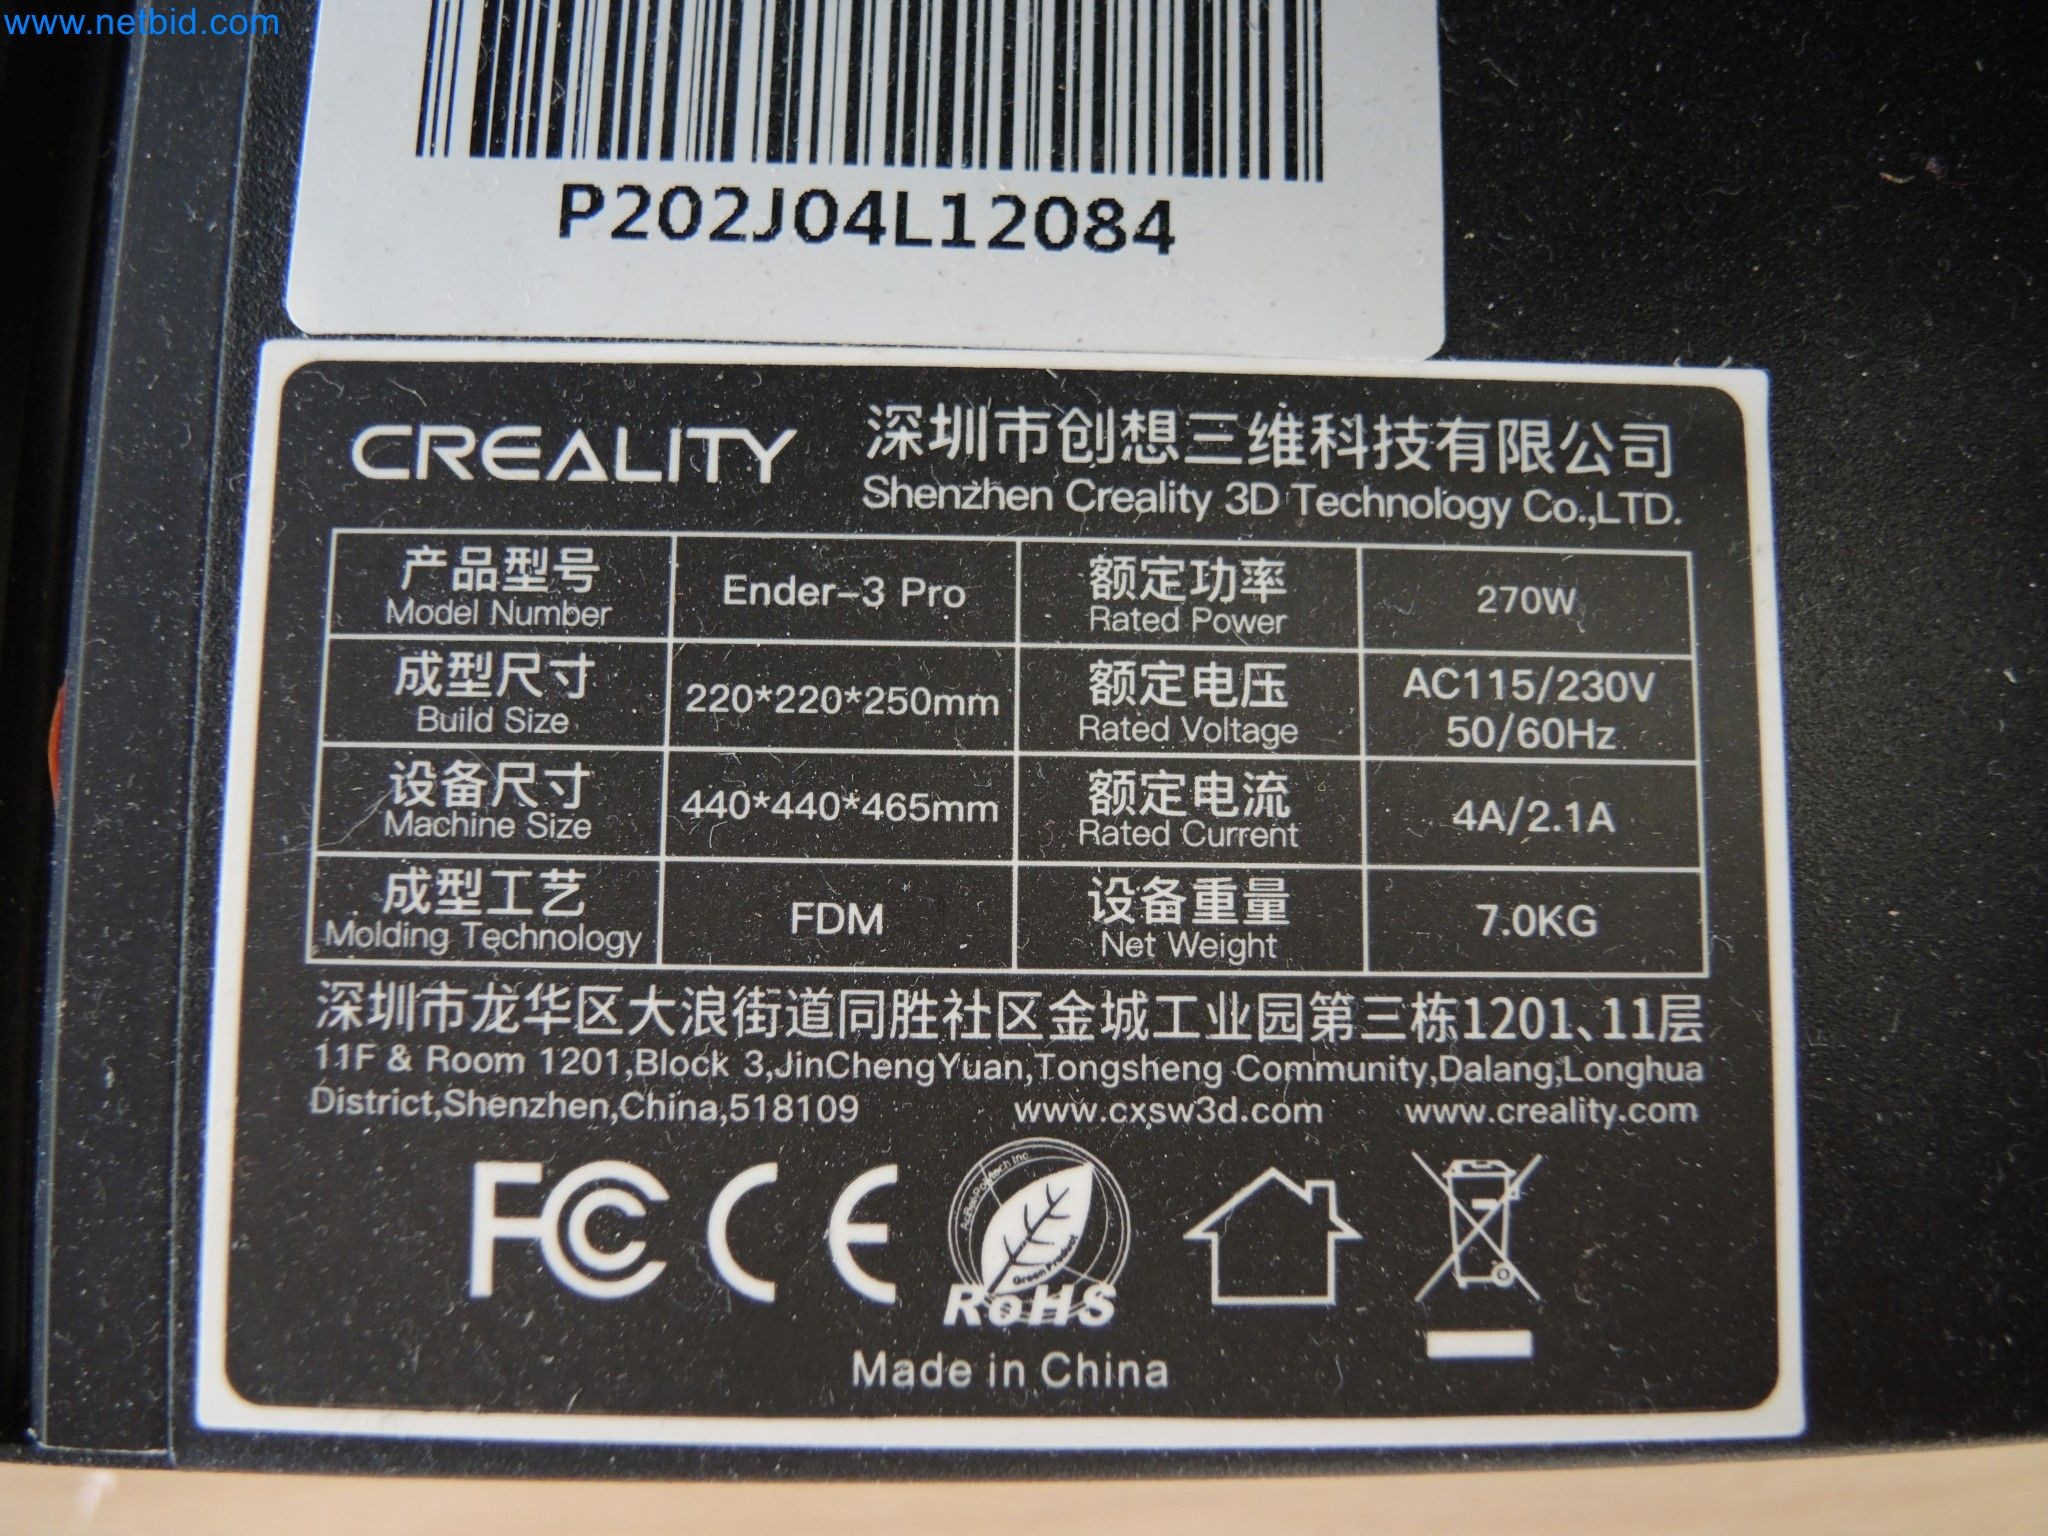 www.netbid.com
P202J04L12084
CREALITY
深圳市创想三维科技有限公司
Shenzhen Creality 3D Technology Co.,LTD.
产品型号 Ender-3 Pro 额定功率 270W
Model Number Rated Power
成型尺寸 220*220*250mm 额定电压 AC115/230V
Build Size Rated Voltage 50/60Hz
设备尺寸 440*440*465mm 额定电流 4A/2.1A
Machine Size Rated Current
成型工艺 FDM 设备重量 7.0KG
Molding Technology Net Weight
深圳市龙华区大浪街道同胜社区金城工业园第三栋1201、11层
11F & Room 1201,Block 3,JinChengYuan,Tongsheng Community,Dalang,Longhua
District,Shenzhen,China,518109 www.cxsw3d.com www.creality.com
FC CE
Green Product
RoHS
Made in China